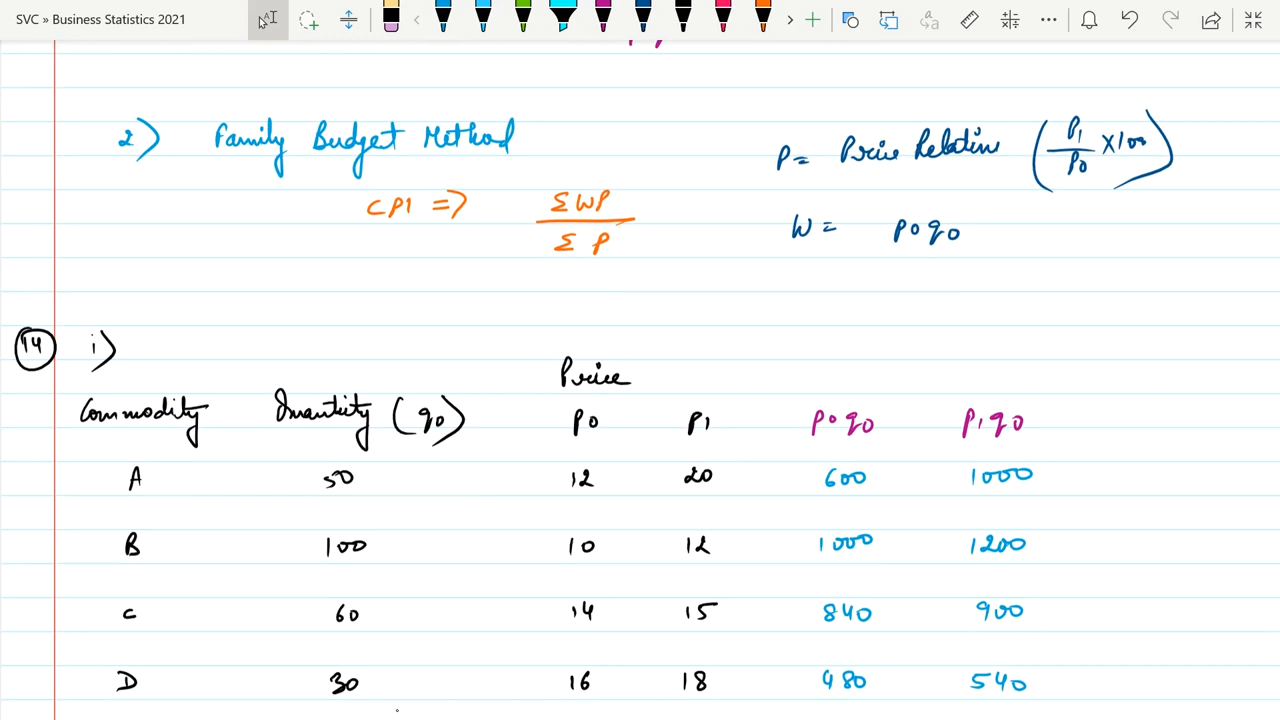 SVC » Business Statistics 2021
2) Family Budget Method
P = Price Relative (P1/P0 × 100)
CPI => ΣWP / ΣP
W = p0q0
14 i)
Price
Commodity Quantity (q0) P0 P1 P0q0 P1q0
A 50 12 20 600 1000
B 100 10 12 1000 1200
C 60 14 15 840 900
D 30 16 18 480 540